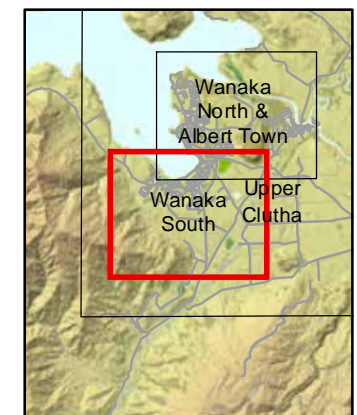 Wanaka
North &
Albert Town
Wanaka
South
Upper
Clutha